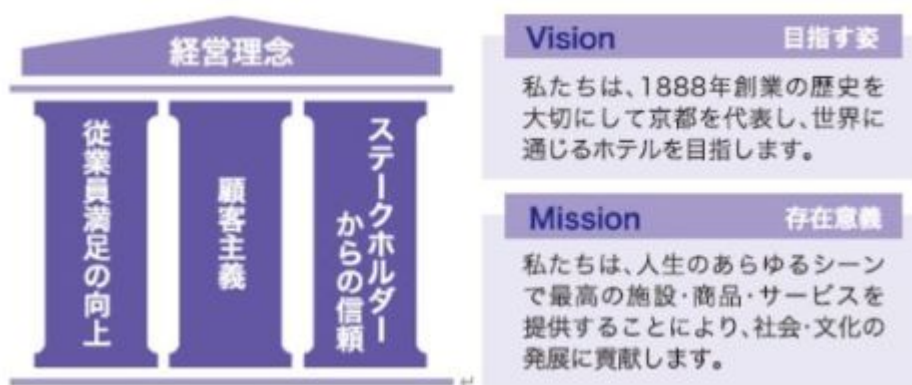 経営理念
従業員満足の向上
顧客主義
ステークホルダー
からの信頼
Vision 目指す姿
私たちは、1888年創業の歴史を
大切にして京都を代表し、世界に
通じるホテルを目指します。
Mission 存在意義
私たちは、人生のあらゆるシーン
で最高の施設・商品・サービスを
提供することにより、社会・文化の
発展に貢献します。